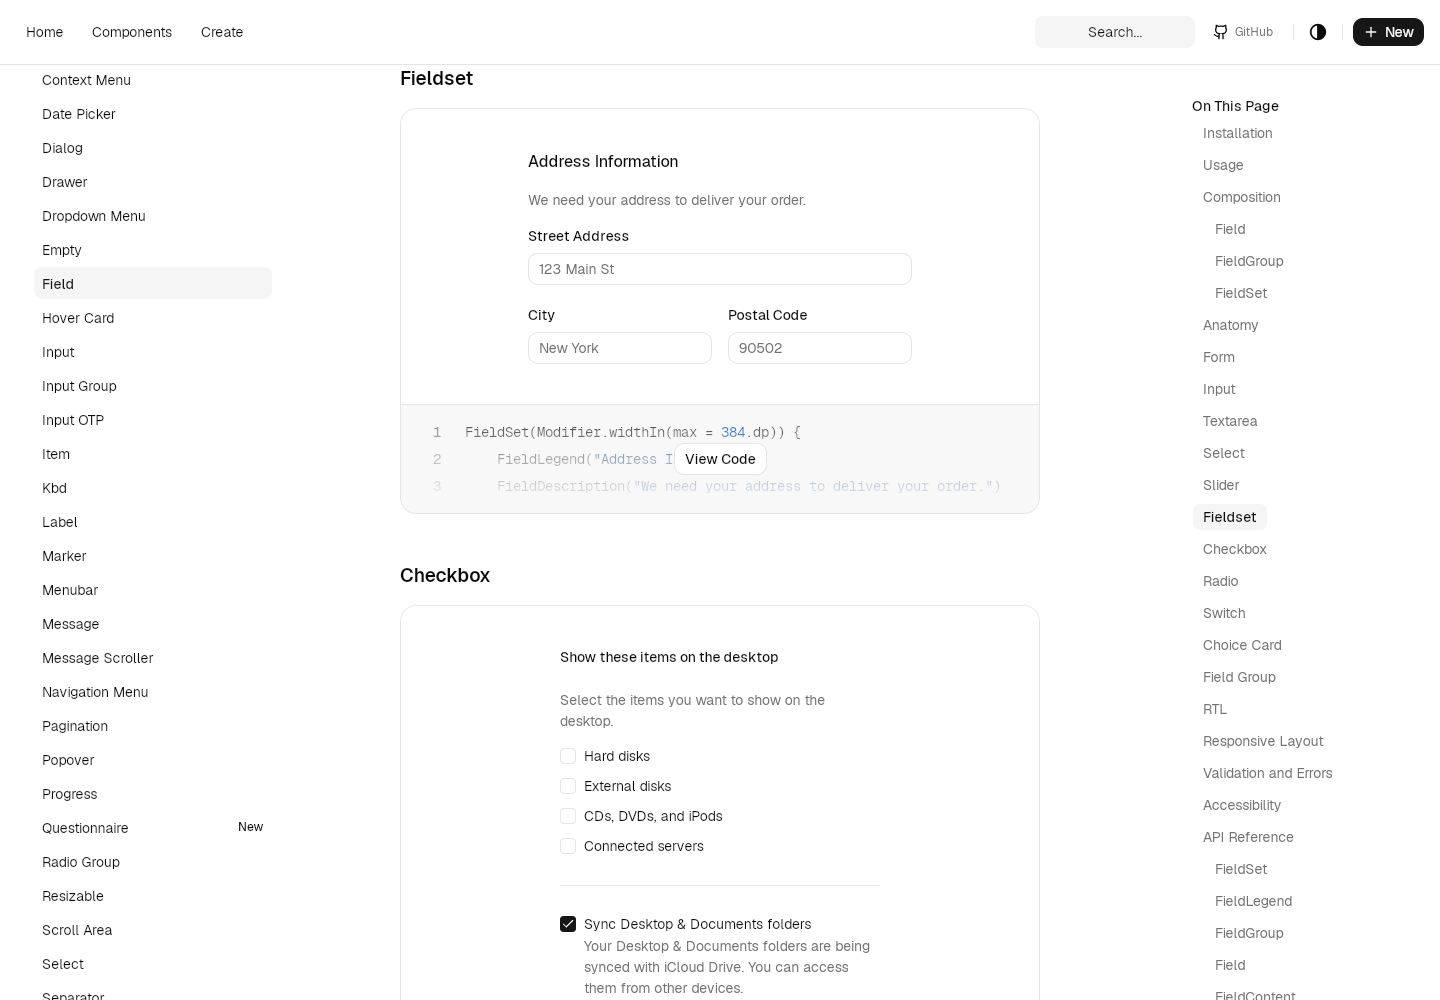 Home
Components
Create
Search...
GitHub
New
Context Menu
Date Picker
Dialog
Drawer
Dropdown Menu
Empty
Field
Hover Card
Input
Input Group
Input OTP
Item
Kbd
Label
Marker
Menubar
Message
Message Scroller
Navigation Menu
Pagination
Popover
Progress
Questionnaire New
Radio Group
Resizable
Scroll Area
Select
Separator
Fieldset
Address Information
We need your address to deliver your order.
Street Address
123 Main St
City
Postal Code
New York
90502
1 FieldSet(Modifier.widthIn(max = 384.dp)) {
2 FieldLegend("Address I
View Code
3 FieldDescription("We need your address to deliver your order.")
Checkbox
Show these items on the desktop
Select the items you want to show on the
desktop.
Hard disks
External disks
CDs, DVDs, and iPods
Connected servers
Sync Desktop & Documents folders
Your Desktop & Documents folders are being
synced with iCloud Drive. You can access
them from other devices.
On This Page
Installation
Usage
Composition
Field
FieldGroup
FieldSet
Anatomy
Form
Input
Textarea
Select
Slider
Fieldset
Checkbox
Radio
Switch
Choice Card
Field Group
RTL
Responsive Layout
Validation and Errors
Accessibility
API Reference
FieldSet
FieldLegend
FieldGroup
Field
FieldContent